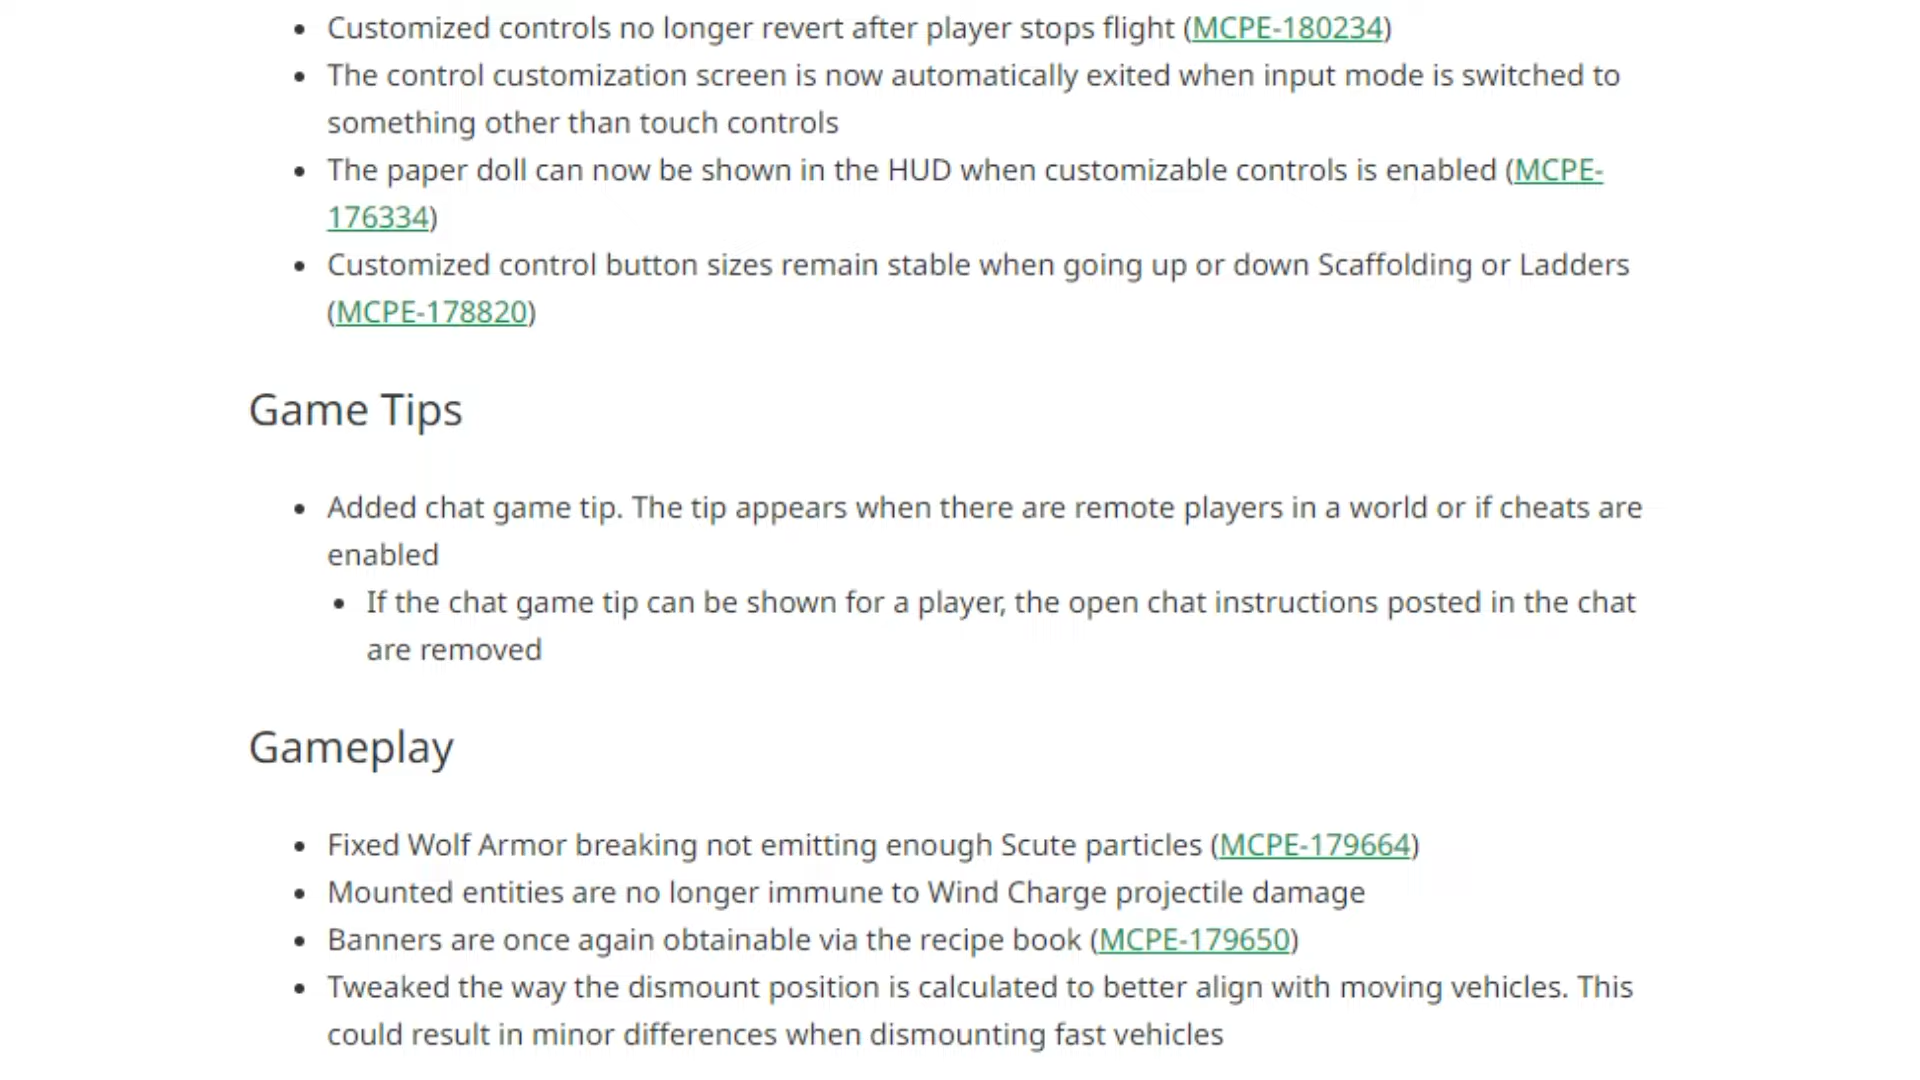 Customized controls no longer revert after player stops flight (MCPE-180234)
The control customization screen is now automatically exited when input mode is switched to
something other than touch controls
The paper doll can now be shown in the HUD when customizable controls is enabled (MCPE-
176334)
Customized control button sizes remain stable when going up or down Scaffolding or Ladders
(MCPE-178820)
Game Tips
Added chat game tip. The tip appears when there are remote players in a world or if cheats are
enabled
If the chat game tip can be shown for a player, the open chat instructions posted in the chat
are removed
Gameplay
Fixed Wolf Armor breaking not emitting enough Scute particles (MCPE-179664)
Mounted entities are no longer immune to Wind Charge projectile damage
Banners are once again obtainable via the recipe book (MCPE-179650)
Tweaked the way the dismount position is calculated to better align with moving vehicles. This
could result in minor differences when dismounting fast vehicles